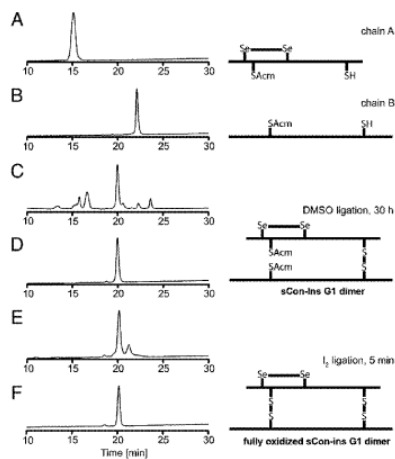 A
chain A
Se Se
SAcm SH
10 15 20 25 30
B
chain B
SAcm SH
10 15 20 25 30
C
10 15 20 25 30
DMSO ligation, 30 h
D
Se Se
SAcm S
SAcm S
sCon-Ins G1 dimer
10 15 20 25 30
E
10 15 20 25 30
I2 ligation, 5 min
F
Se Se
S S
S S
fully oxidized sCon-ins G1 dimer
10 15 20 25 30
Time [min]